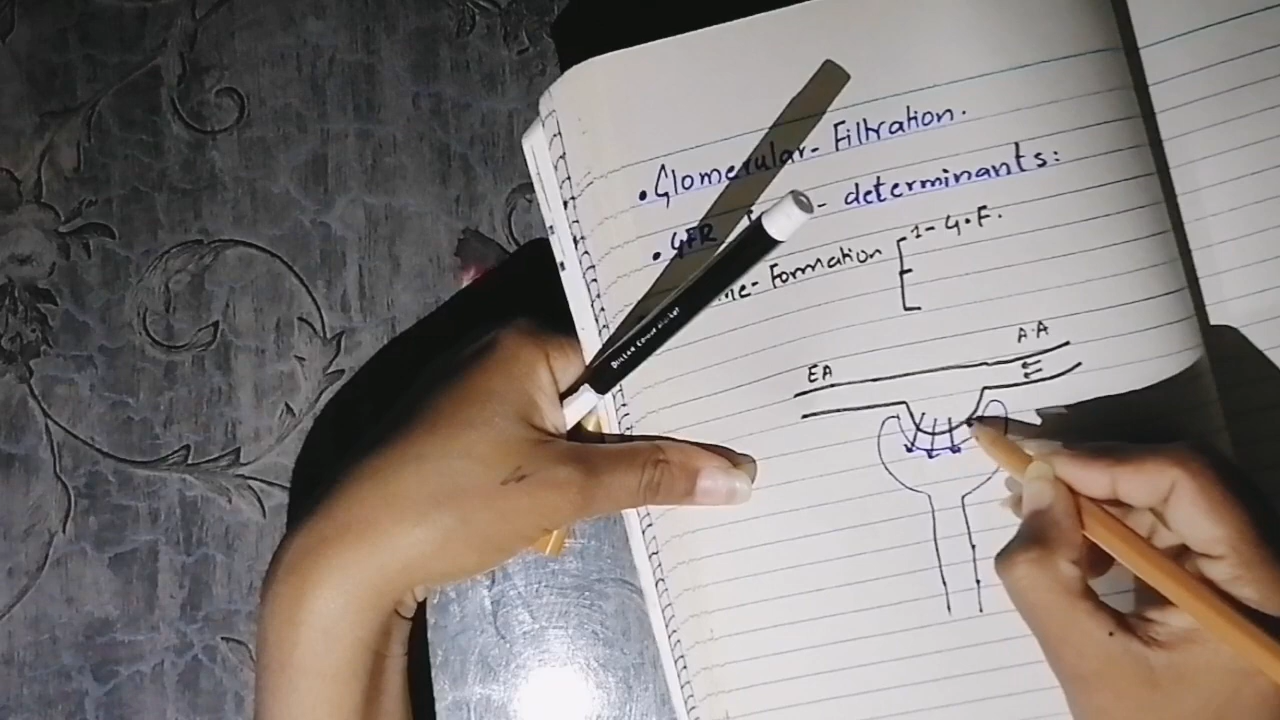 • Glomerular - Filtration.
• GFR - determinants:
Formation [ 1- G.F.
A.A
EA